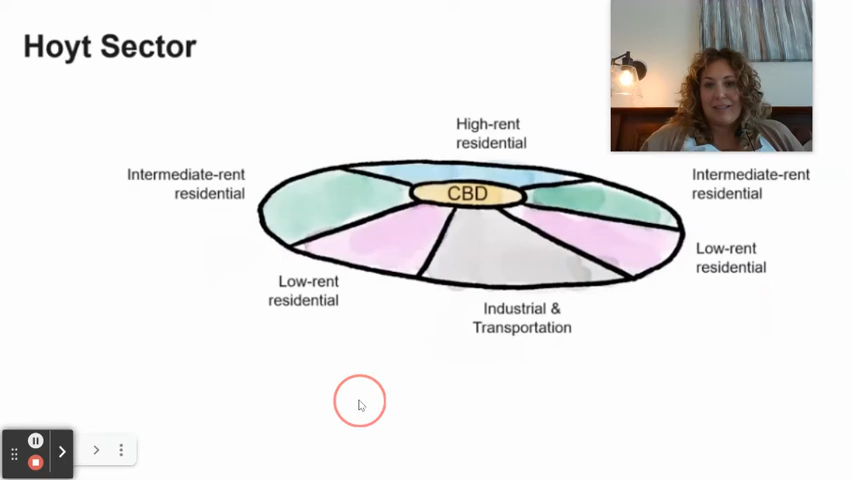 Hoyt Sector
High-rent
residential
Intermediate-rent
residential
CBD
Intermediate-rent
residential
Low-rent
residential
Low-rent
residential
Industrial &
Transportation